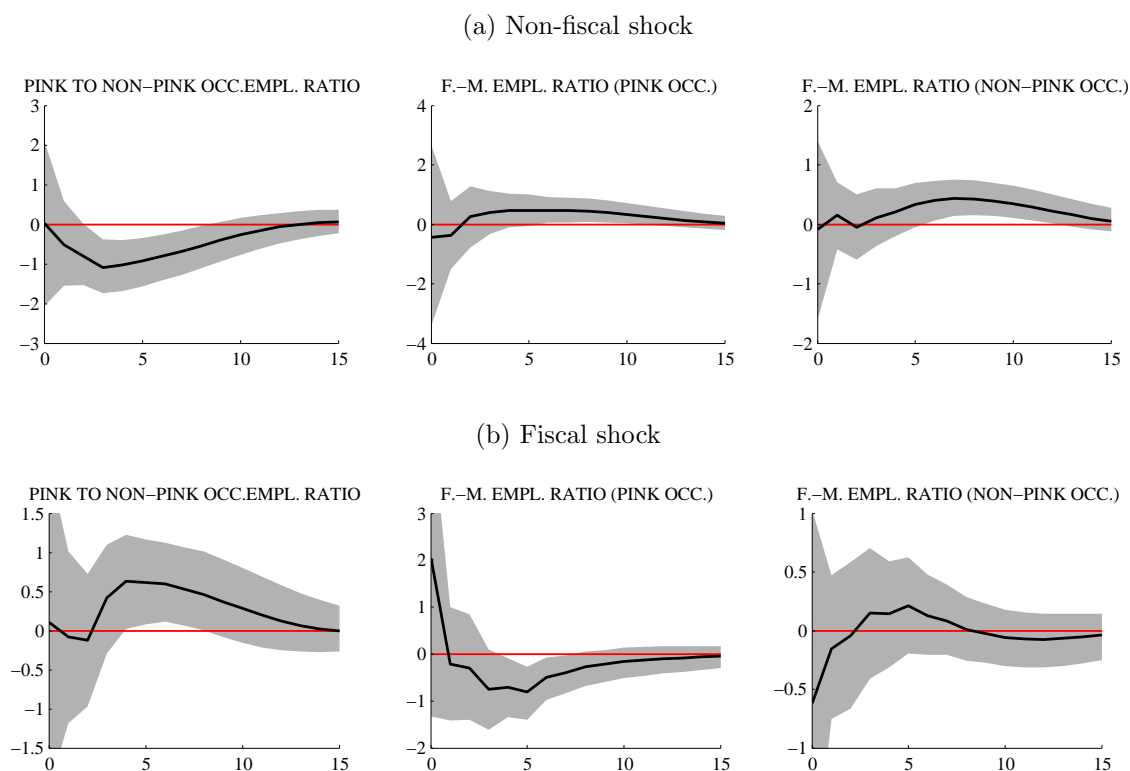 (a) Non-fiscal shock
PINK TO NON−PINK OCC.EMPL. RATIO
3
2
1
0
−1
−2
−3
0 5 10 15
F.−M. EMPL. RATIO (PINK OCC.)
4
2
0
−2
−4
0 5 10 15
F.−M. EMPL. RATIO (NON−PINK OCC.)
2
1
0
−1
−2
0 5 10 15
(b) Fiscal shock
PINK TO NON−PINK OCC.EMPL. RATIO
1.5
1
0.5
0
−0.5
−1
−1.5
0 5 10 15
F.−M. EMPL. RATIO (PINK OCC.)
3
2
1
0
−1
−2
0 5 10 15
F.−M. EMPL. RATIO (NON−PINK OCC.)
1
0.5
0
−0.5
−1
0 5 10 15